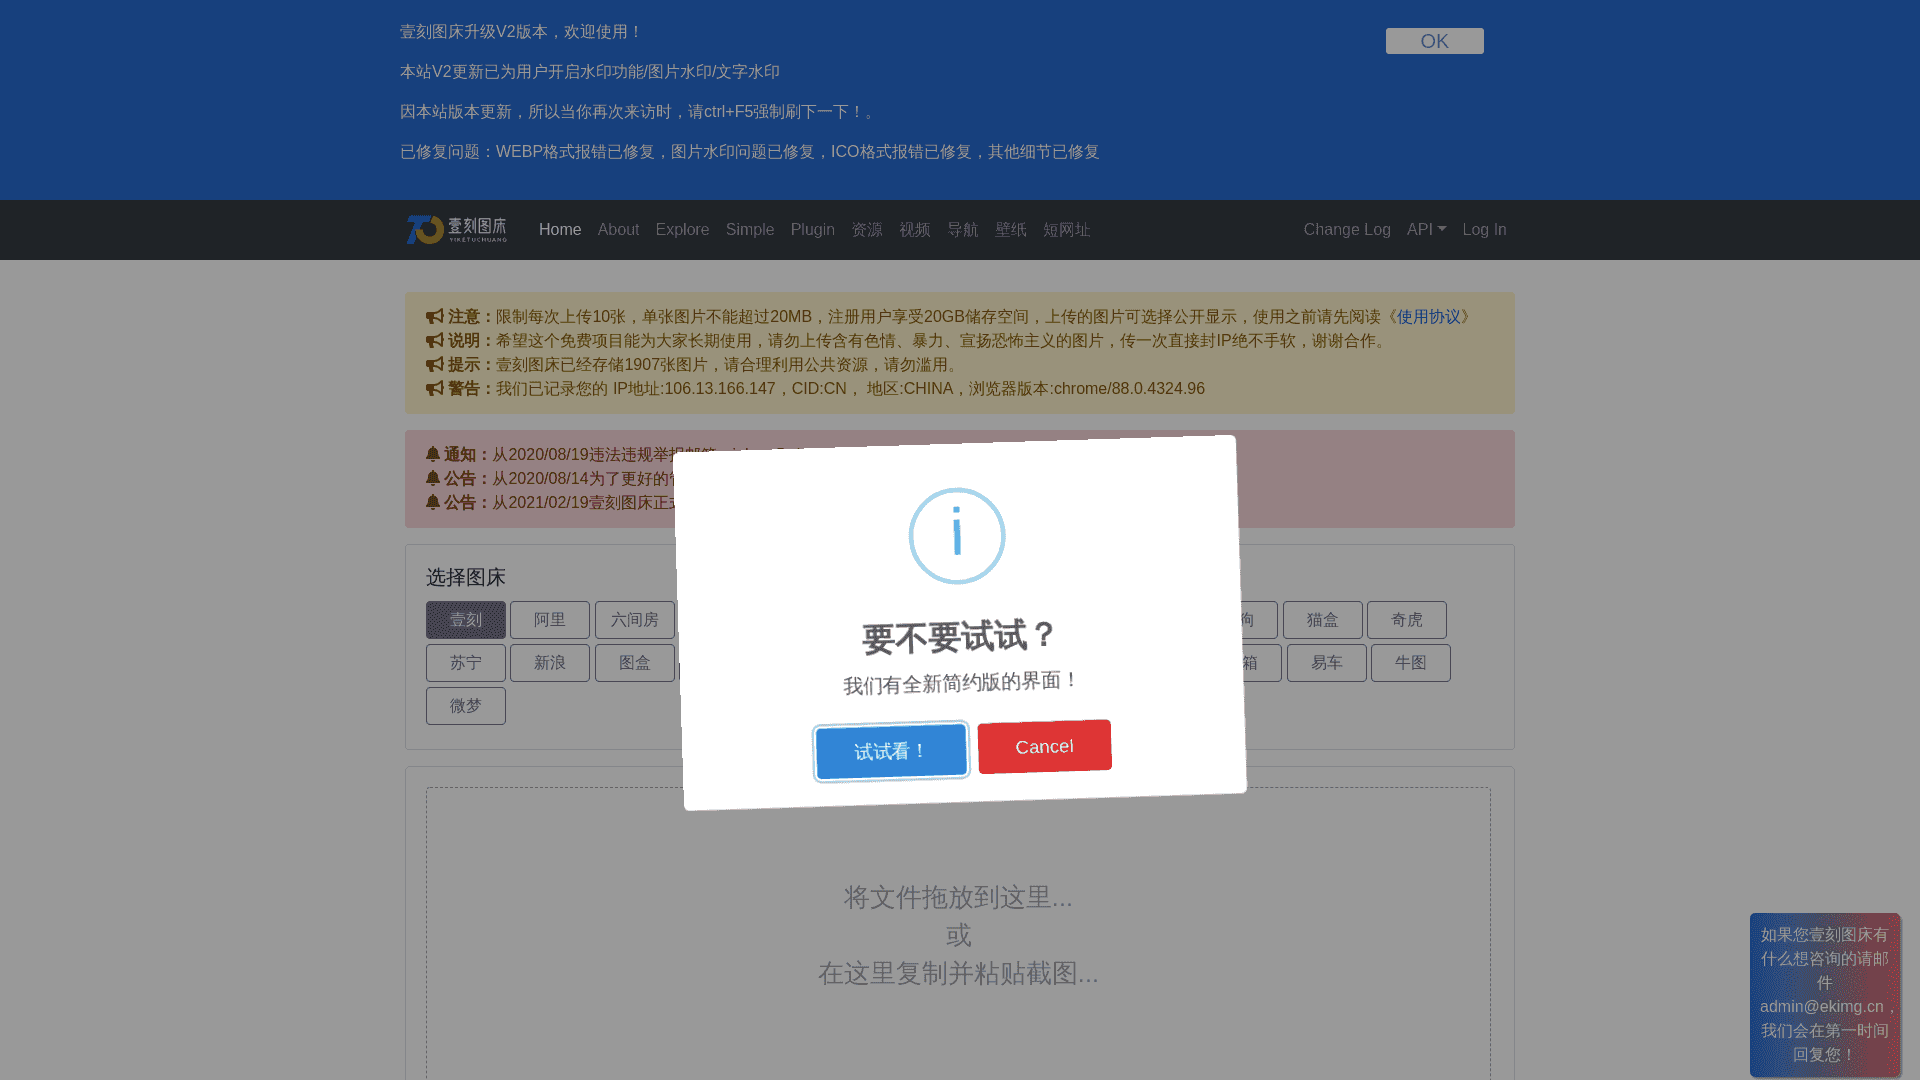 壹刻图床升级V2版本，欢迎使用！
OK
本站V2更新已为用户开启水印功能/图片水印/文字水印
因本站版本更新，所以当你再次来访时，请ctrl+F5强制刷下一下！。
已修复问题：WEBP格式报错已修复，图片水印问题已修复，ICO格式报错已修复，其他细节已修复
壹刻图床
YIKETUCHUANG
Home About Explore Simple Plugin 资源 视频 导航 壁纸 短网址 Change Log API Log In
注意：限制每次上传10张，单张图片不能超过20MB，注册用户享受20GB储存空间，上传的图片可选择公开显示，使用之前请先阅读《使用协议》
说明：希望这个免费项目能为大家长期使用，请勿上传含有色情、暴力、宣扬恐怖主义的图片，传一次直接封IP绝不手软，谢谢合作。
提示：壹刻图床已经存储1907张图片，请合理利用公共资源，请勿滥用。
警告：我们已记录您的 IP地址:106.13.166.147，CID:CN， 地区:CHINA，浏览器版本:chrome/88.0.4324.96
通知：从2020/08/19违法违规举报
公告：从2020/08/14为了更好的
公告：从2021/02/19壹刻图床正
选择图床
壹刻 阿里 六间房 狗 猫盒 奇虎
苏宁 新浪 图盒 箱 易车 牛图
微梦
i
要不要试试？
我们有全新简约版的界面！
试试看！ Cancel
将文件拖放到这里...
或
在这里复制并粘贴截图...
如果您壹刻图床有
什么想咨询的请邮
件
admin@ekimg.cn，
我们会在第一时间
回复您！